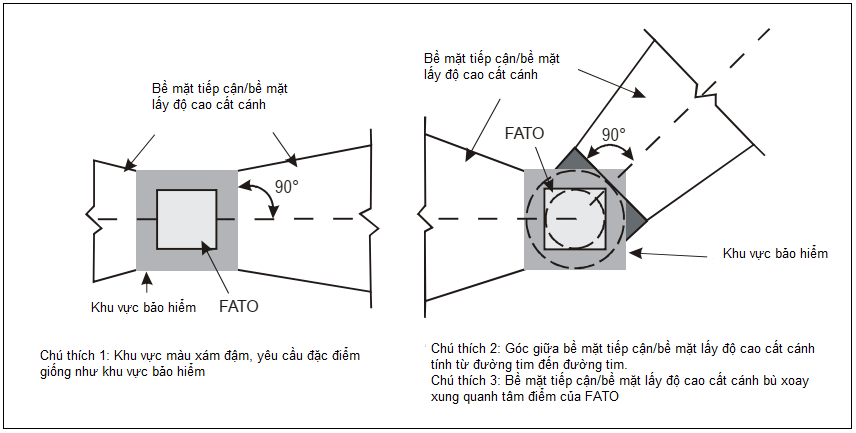 Bề mặt tiếp cận/bề mặt
lấy độ cao cất cánh
90°
Khu vực bảo hiểm
FATO
Chú thích 1: Khu vực màu xám đậm, yêu cầu đặc điểm
giống như khu vực bảo hiểm
Bề mặt tiếp cận/bề mặt
lấy độ cao cất cánh
FATO
90°
Khu vực bảo hiểm
Chú thích 2: Góc giữa bề mặt tiếp cận/bề mặt lấy độ cao cất cánh
tính từ đường tim đến đường tim.
Chú thích 3: Bề mặt tiếp cận/bề mặt lấy độ cao cất cánh bù xoay
xung quanh tâm điểm của FATO